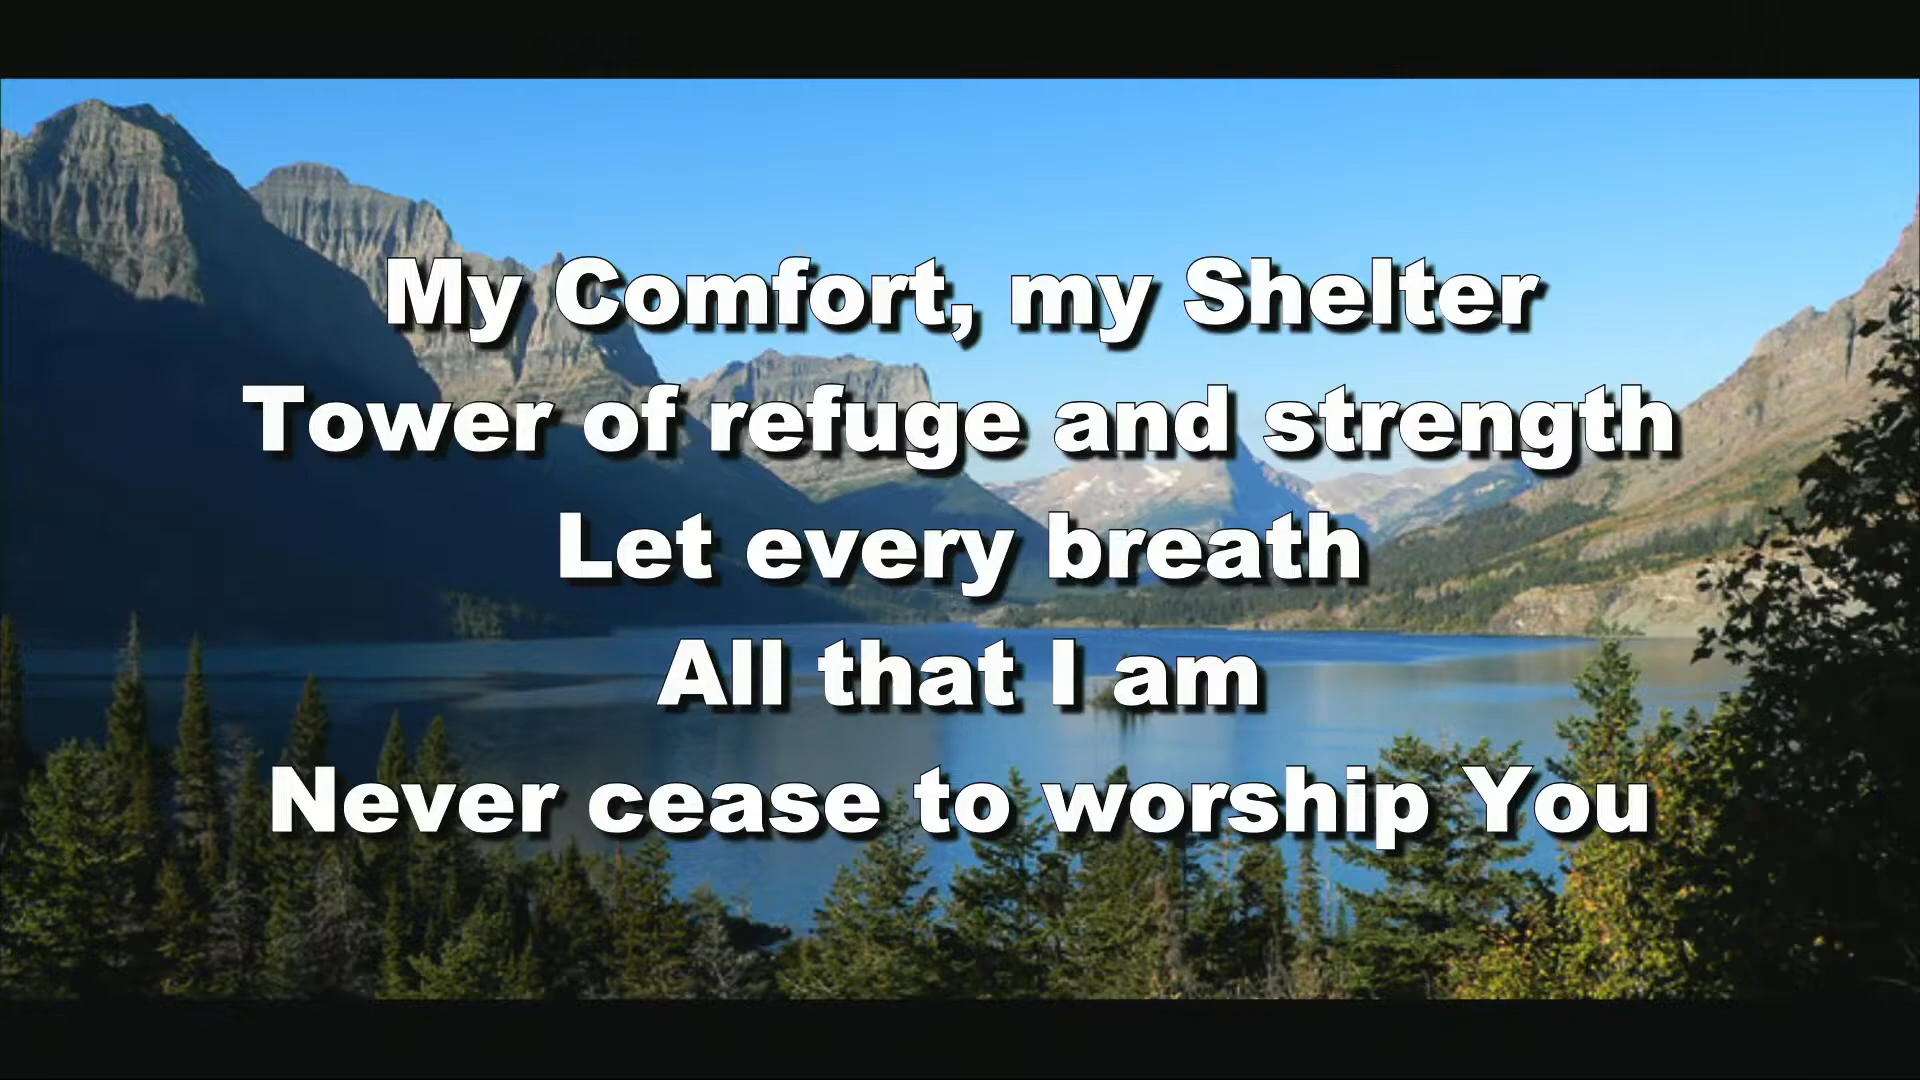 My Comfort, my Shelter
Tower of refuge and strength
Let every breath
All that I am
Never cease to worship You